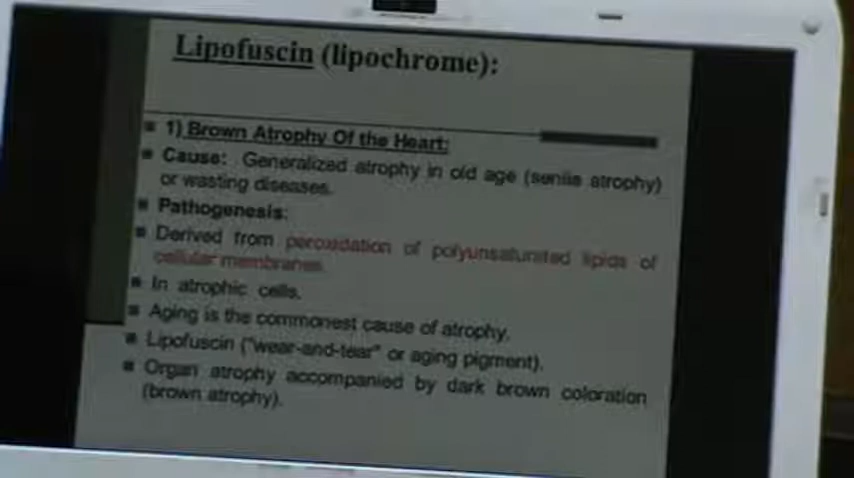 Lipofuscin (lipochrome):
1) Brown Atrophy Of the Heart:
Cause: Generalized atrophy in old age (senile atrophy)
or wasting diseases.
Pathogenesis:
Derived from peroxidation of polyunsaturated lipids of
cellular membranes.
In atrophic cells.
Aging is the commonest cause of atrophy.
Lipofuscin ("wear-and-tear" or aging pigment).
Organ atrophy accompanied by dark brown coloration
(brown atrophy).